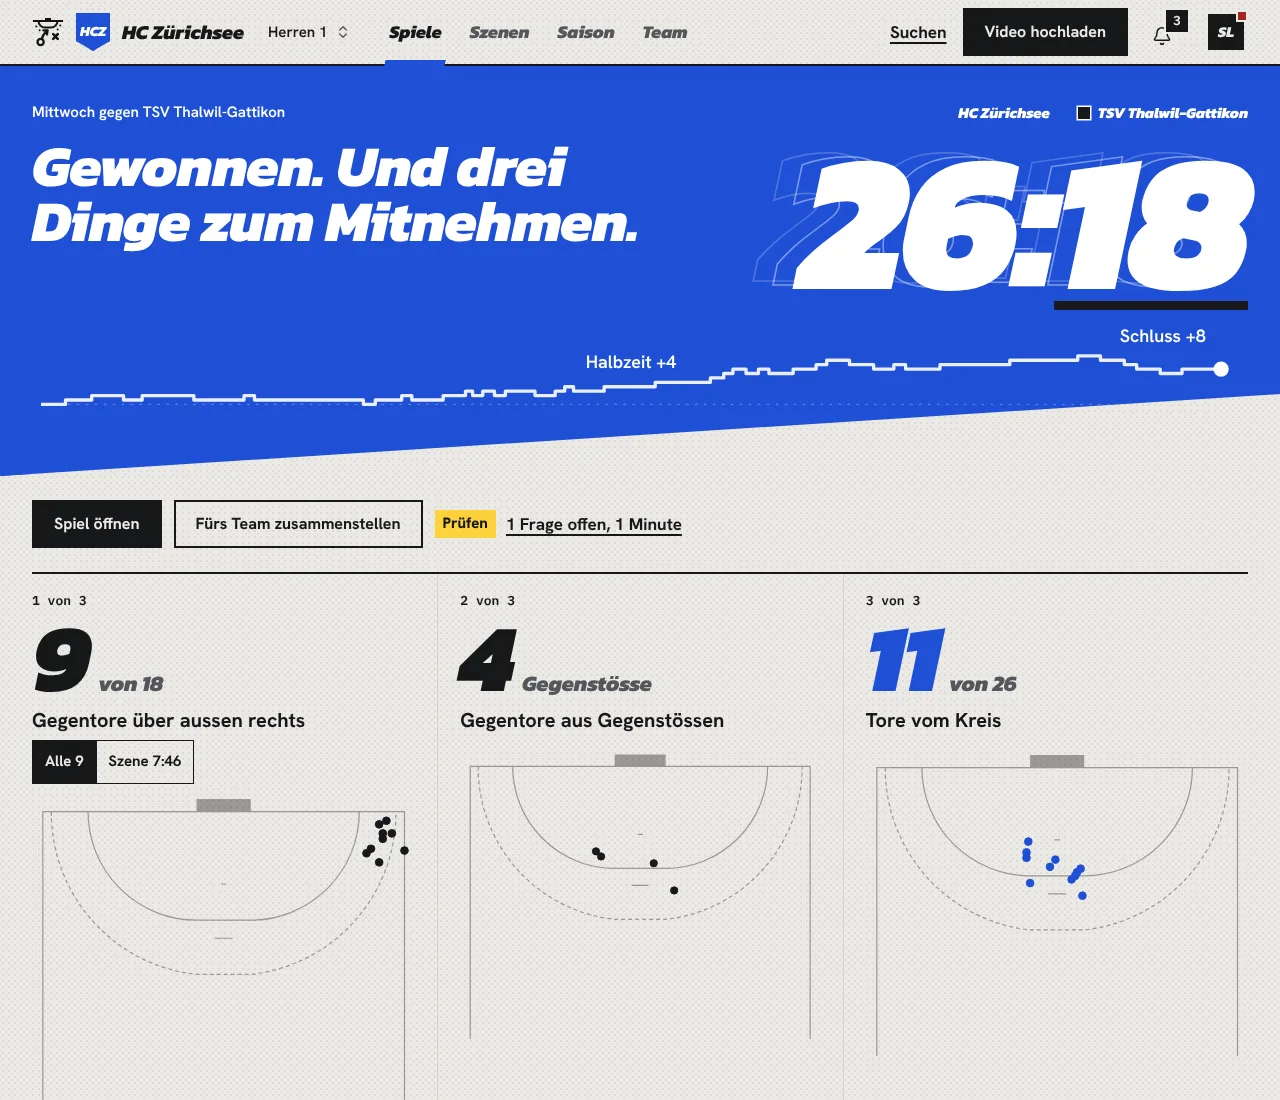 HCZ HC Zürichsee Herren 1 Spiele Szenen Saison Team Suchen Video hochladen 3 SL
Mittwoch gegen TSV Thalwil-Gattikon
HC Zürichsee TSV Thalwil-Gattikon
Gewonnen. Und drei
Dinge zum Mitnehmen.
26:18
Schluss +8
Halbzeit +4
Spiel öffnen Fürs Team zusammenstellen Prüfen 1 Frage offen, 1 Minute
1 von 3
9 von 18
Gegentore über aussen rechts
Alle 9 Szene 7:46
2 von 3
4 Gegenstösse
Gegentore aus Gegenstössen
3 von 3
11 von 26
Tore vom Kreis